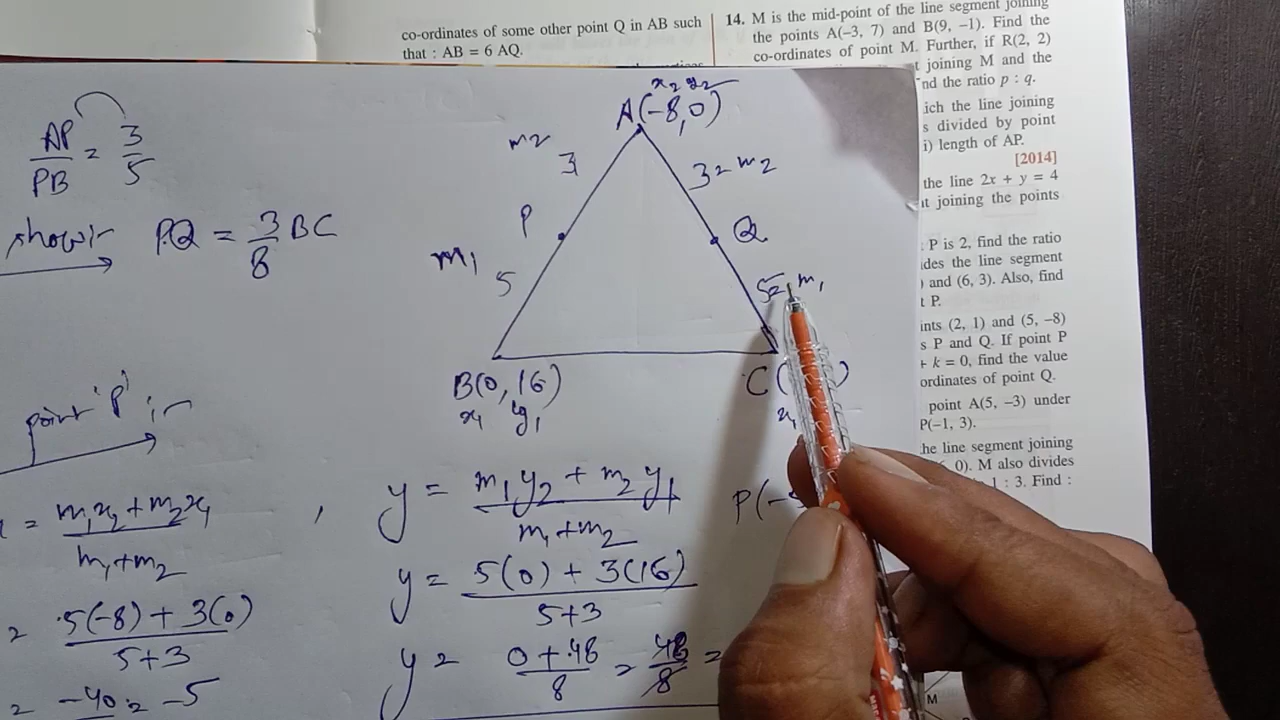 co-ordinates of some other point Q in AB such
that : AB = 6 AQ.
14. M is the mid-point of the line segment joining
the points A(–3, 7) and B(9, –1). Find the
co-ordinates of point M. Further, if R(2, 2)
t joining M and the
nd the ratio p : q.
ich the line joining
s divided by point
i) length of AP.
[2014]
the line 2x + y = 4
t joining the points
P is 2, find the ratio
ides the line segment
) and (6, 3). Also, find
t P.
ints (2, 1) and (5, –8)
s P and Q. If point P
+ k = 0, find the value
ordinates of point Q.
point A(5, –3) under
P(–1, 3).
he line segment joining
0). M also divides
1 : 3. Find :
M
AP/PB = 3/5
show:- PQ = 3/8 BC
x2 y2
A(-8,0)
m2
3
3=m2
P
Q
m1
5
5=m1
B(0, 16)
C (
x1 y1
x1
point 'P' :-
x = m1x2+m2x1/m1+m2 , y = m1y2 + m2y1/m1+m2
P(-
= 5(-8) + 3(0)/5+3
y = 5(0) + 3(16)/5+3
= -40 = -5
y = 0+48/8 = 48/8 =